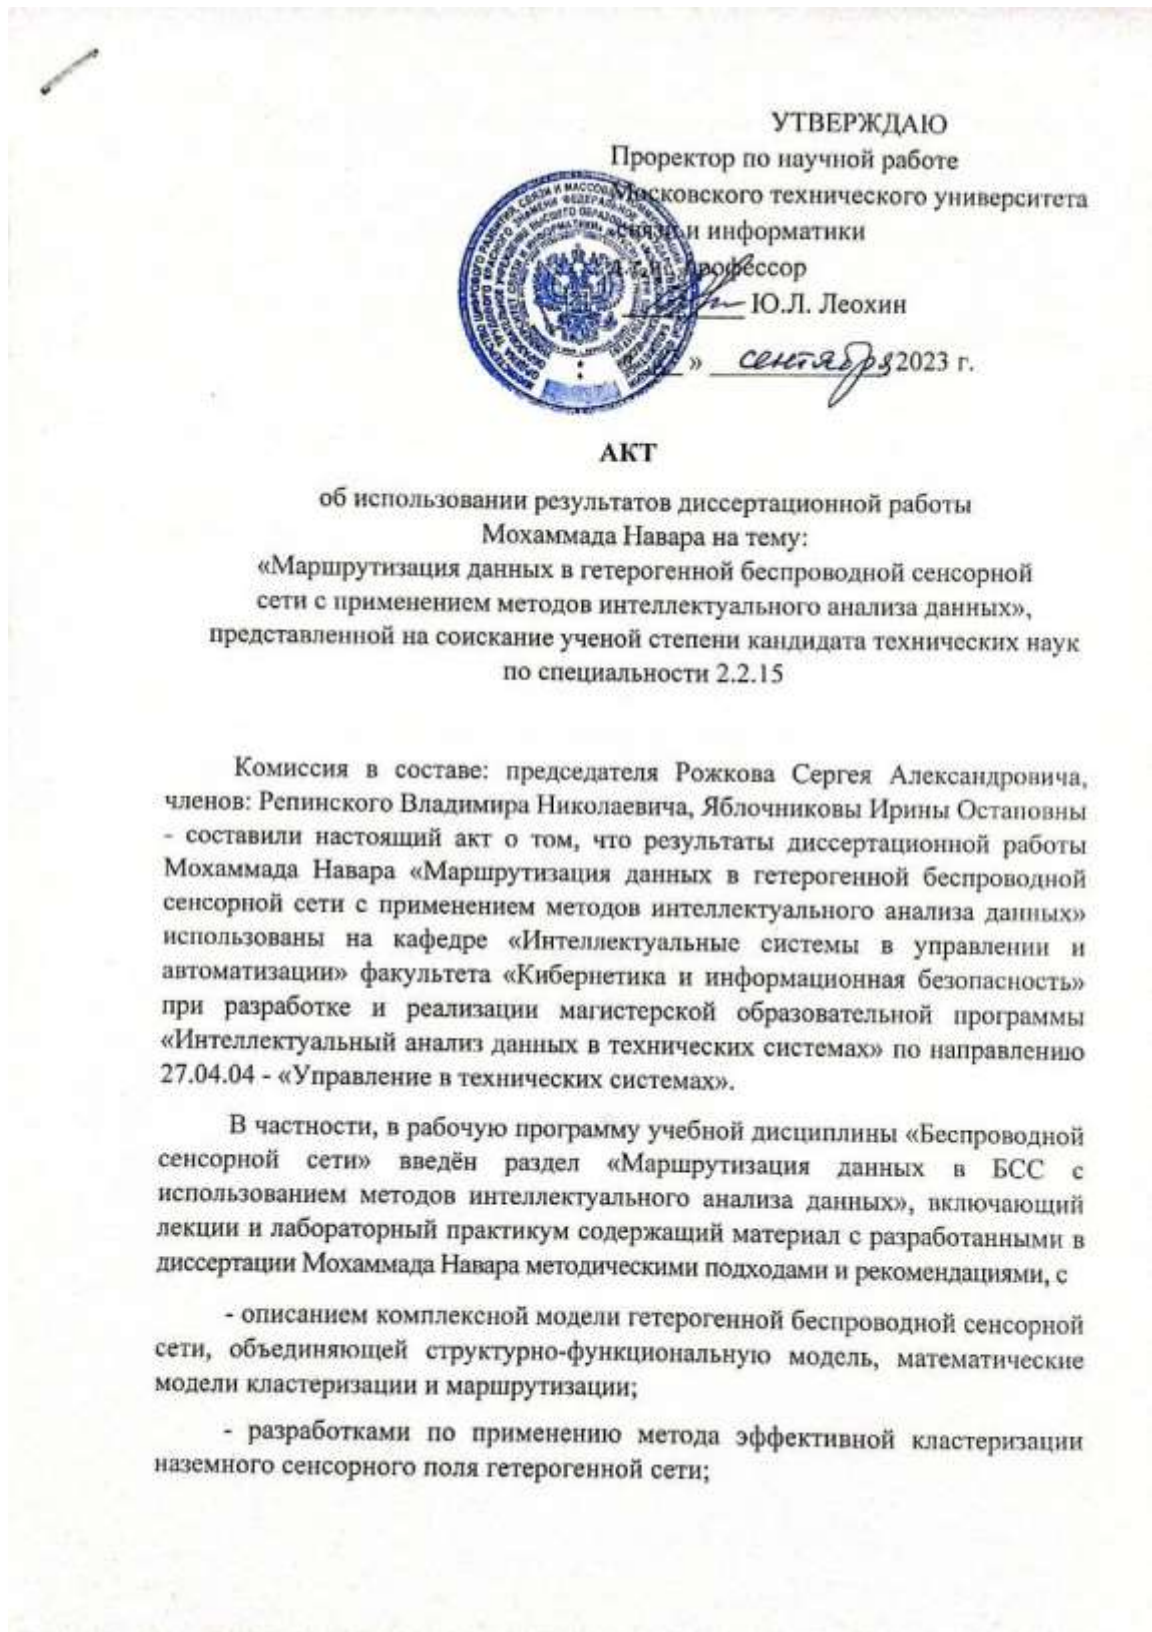 УТВЕРЖДАЮ
Проректор по научной работе
Московского технического университета
связи и информатики
профессор
Ю.Л. Леохин
» сентября 2023 г.
АКТ
об использовании результатов диссертационной работы
Мохаммада Навара на тему:
«Маршрутизация данных в гетерогенной беспроводной сенсорной
сети с применением методов интеллектуального анализа данных»,
представленной на соискание ученой степени кандидата технических наук
по специальности 2.2.15
Комиссия в составе: председателя Рожкова Сергея Александровича,
членов: Репинского Владимира Николаевича, Яблочниковы Ирины Остаповны
- составили настоящий акт о том, что результаты диссертационной работы
Мохаммада Навара «Маршрутизация данных в гетерогенной беспроводной
сенсорной сети с применением методов интеллектуального анализа данных»
использованы на кафедре «Интеллектуальные системы в управлении и
автоматизации» факультета «Кибернетика и информационная безопасность»
при разработке и реализации магистерской образовательной программы
«Интеллектуальный анализ данных в технических системах» по направлению
27.04.04 - «Управление в технических системах».
В частности, в рабочую программу учебной дисциплины «Беспроводной
сенсорной сети» введён раздел «Маршрутизация данных в БСС с
использованием методов интеллектуального анализа данных», включающий
лекции и лабораторный практикум содержащий материал с разработанными в
диссертации Мохаммада Навара методическими подходами и рекомендациями, с
- описанием комплексной модели гетерогенной беспроводной сенсорной
сети, объединяющей структурно-функциональную модель, математические
модели кластеризации и маршрутизации;
- разработками по применению метода эффективной кластеризации
наземного сенсорного поля гетерогенной сети;